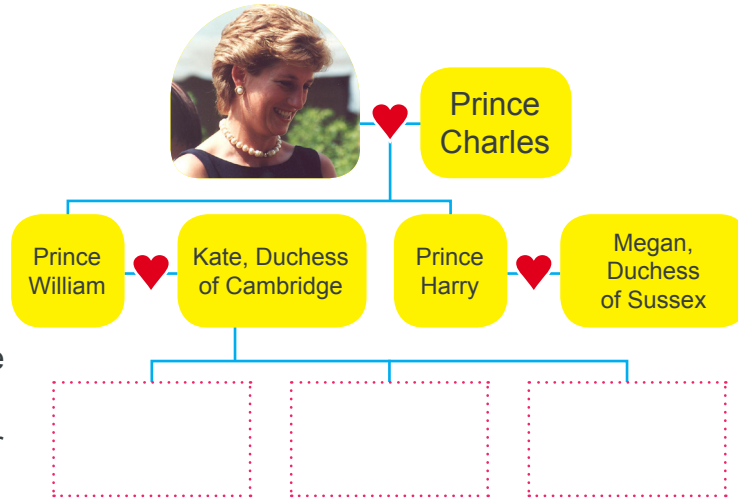 Prince
Charles
Prince
William
Kate, Duchess
of Cambridge
Prince
Harry
Megan,
Duchess
of Sussex
e